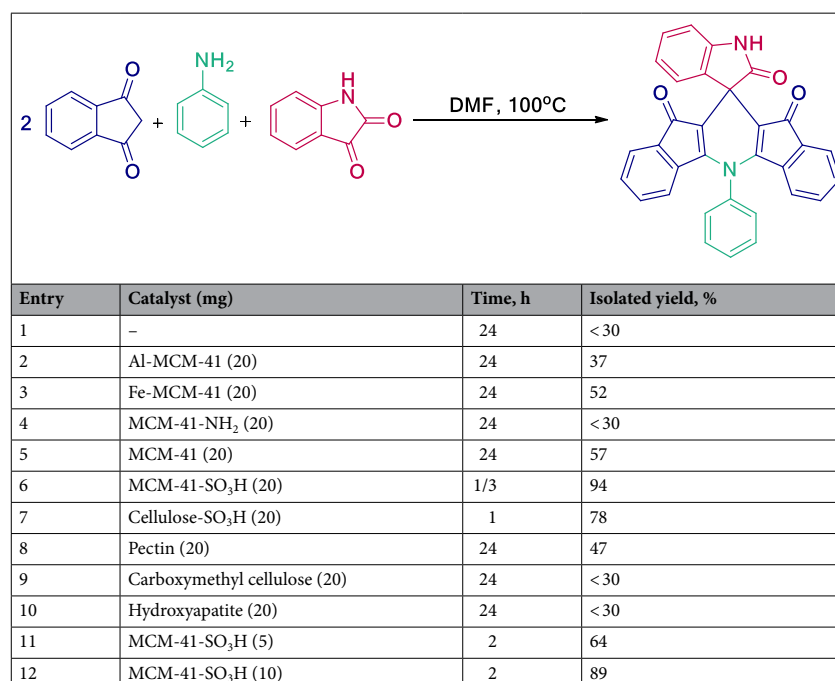 NH₂
O
O
2
+
+
H
N
O
O
DMF, 100°C
NH
O
O
O
N
Entry Catalyst (mg) Time, h Isolated yield, %
1 – 24 <30
2 Al-MCM-41 (20) 24 37
3 Fe-MCM-41 (20) 24 52
4 MCM-41-NH₂ (20) 24 <30
5 MCM-41 (20) 24 57
6 MCM-41-SO₃H (20) 1/3 94
7 Cellulose-SO₃H (20) 1 78
8 Pectin (20) 24 47
9 Carboxymethyl cellulose (20) 24 <30
10 Hydroxyapatite (20) 24 <30
11 MCM-41-SO₃H (5) 2 64
12 MCM-41-SO₃H (10) 2 89